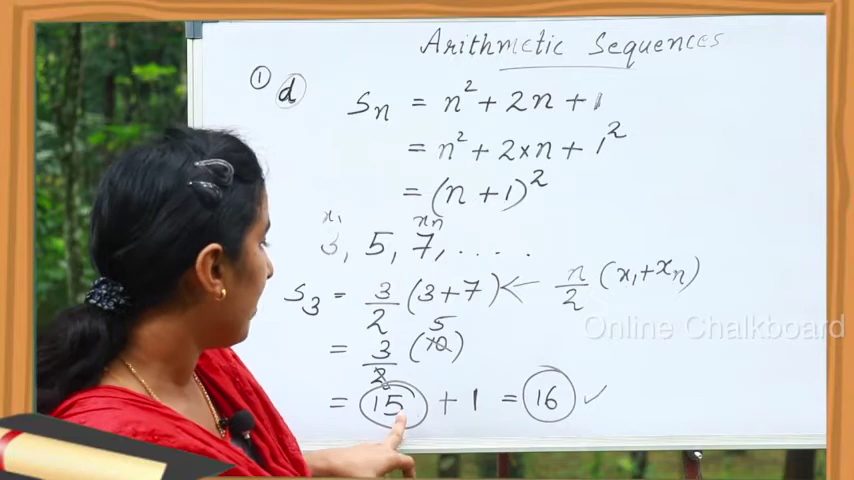 Arithmetic Sequences
① d Sn = n² + 2n + 1
= n² + 2×n + 1²
= (n + 1)²
x₁ xn
3, 5, 7, . . . .
S₃ = 3/2 (3+7) ← n/2 (x₁+xn)
= 3/2 (10) 5
= 15 + 1 = 16 ✓
Online Chalkboard